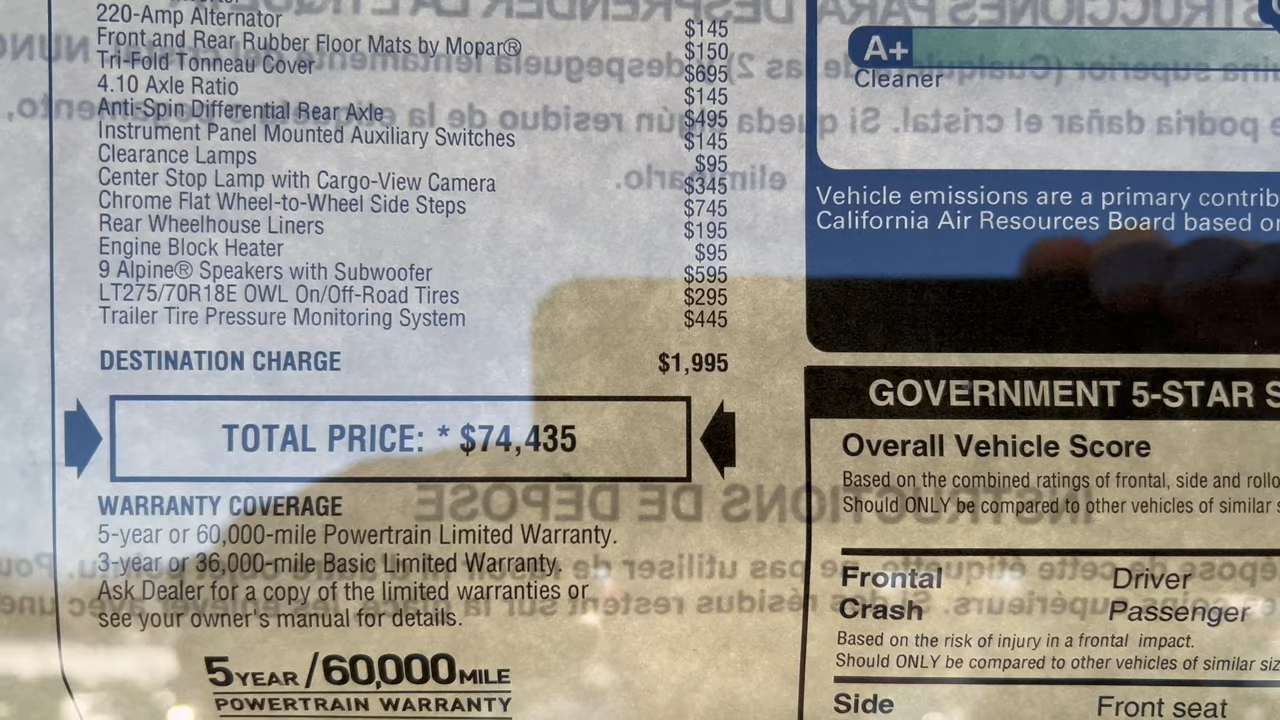 220-Amp Alternator $145
Front and Rear Rubber Floor Mats by Mopar® $150
Tri-Fold Tonneau Cover $695
4.10 Axle Ratio $145
Anti-Spin Differential Rear Axle $495
Instrument Panel Mounted Auxiliary Switches $145
Clearance Lamps $95
Center Stop Lamp with Cargo-View Camera $345
Chrome Flat Wheel-to-Wheel Side Steps $745
Rear Wheelhouse Liners $195
Engine Block Heater $95
9 Alpine® Speakers with Subwoofer $595
LT275/70R18E OWL On/Off-Road Tires $295
Trailer Tire Pressure Monitoring System $445
DESTINATION CHARGE $1,995
TOTAL PRICE: * $74,435
WARRANTY COVERAGE
5-year or 60,000-mile Powertrain Limited Warranty.
3-year or 36,000-mile Basic Limited Warranty.
Ask Dealer for a copy of the limited warranties or
see your owner's manual for details.
5 YEAR/60,000 MILE
POWERTRAIN WARRANTY
A+
Cleaner
Vehicle emissions are a primary
California Air Resources Board based
GOVERNMENT 5-STAR
Overall Vehicle Score
Based on the combined ratings of frontal, side and
Should ONLY be compared to other vehicles of similar
Frontal Driver
Crash Passenger
Based on the risk of injury in a frontal impact.
Should ONLY be compared to other vehicles of similar
Side Front seat
INSTRUCTIONS DE DEPOSE